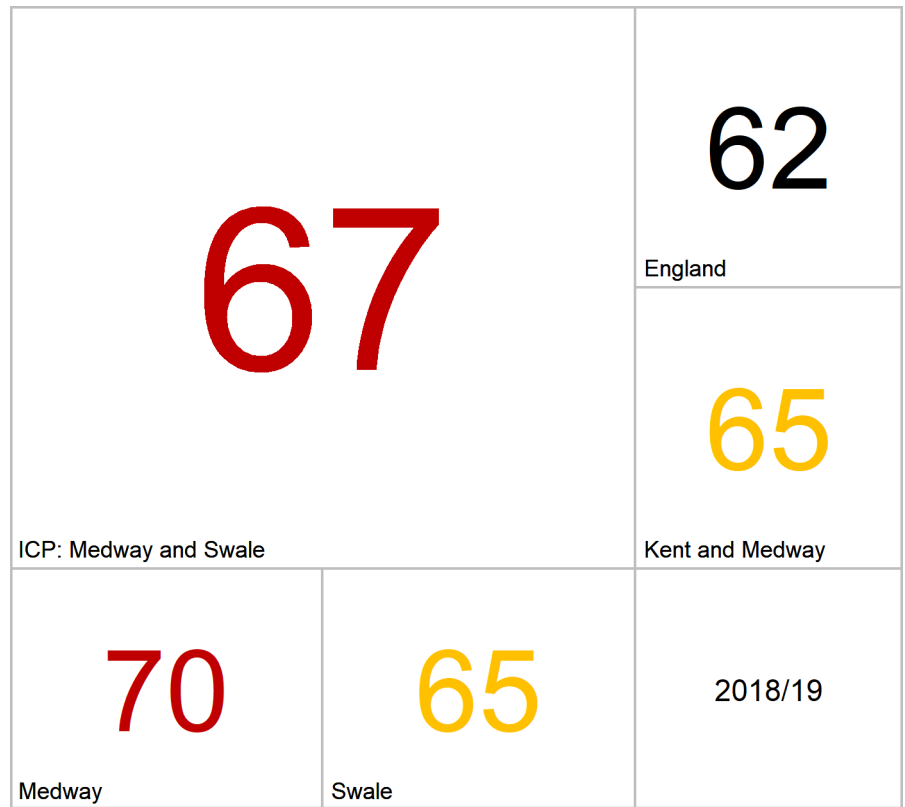 67
ICP: Medway and Swale
62
England
65
Kent and Medway
70
Medway
65
Swale
2018/19